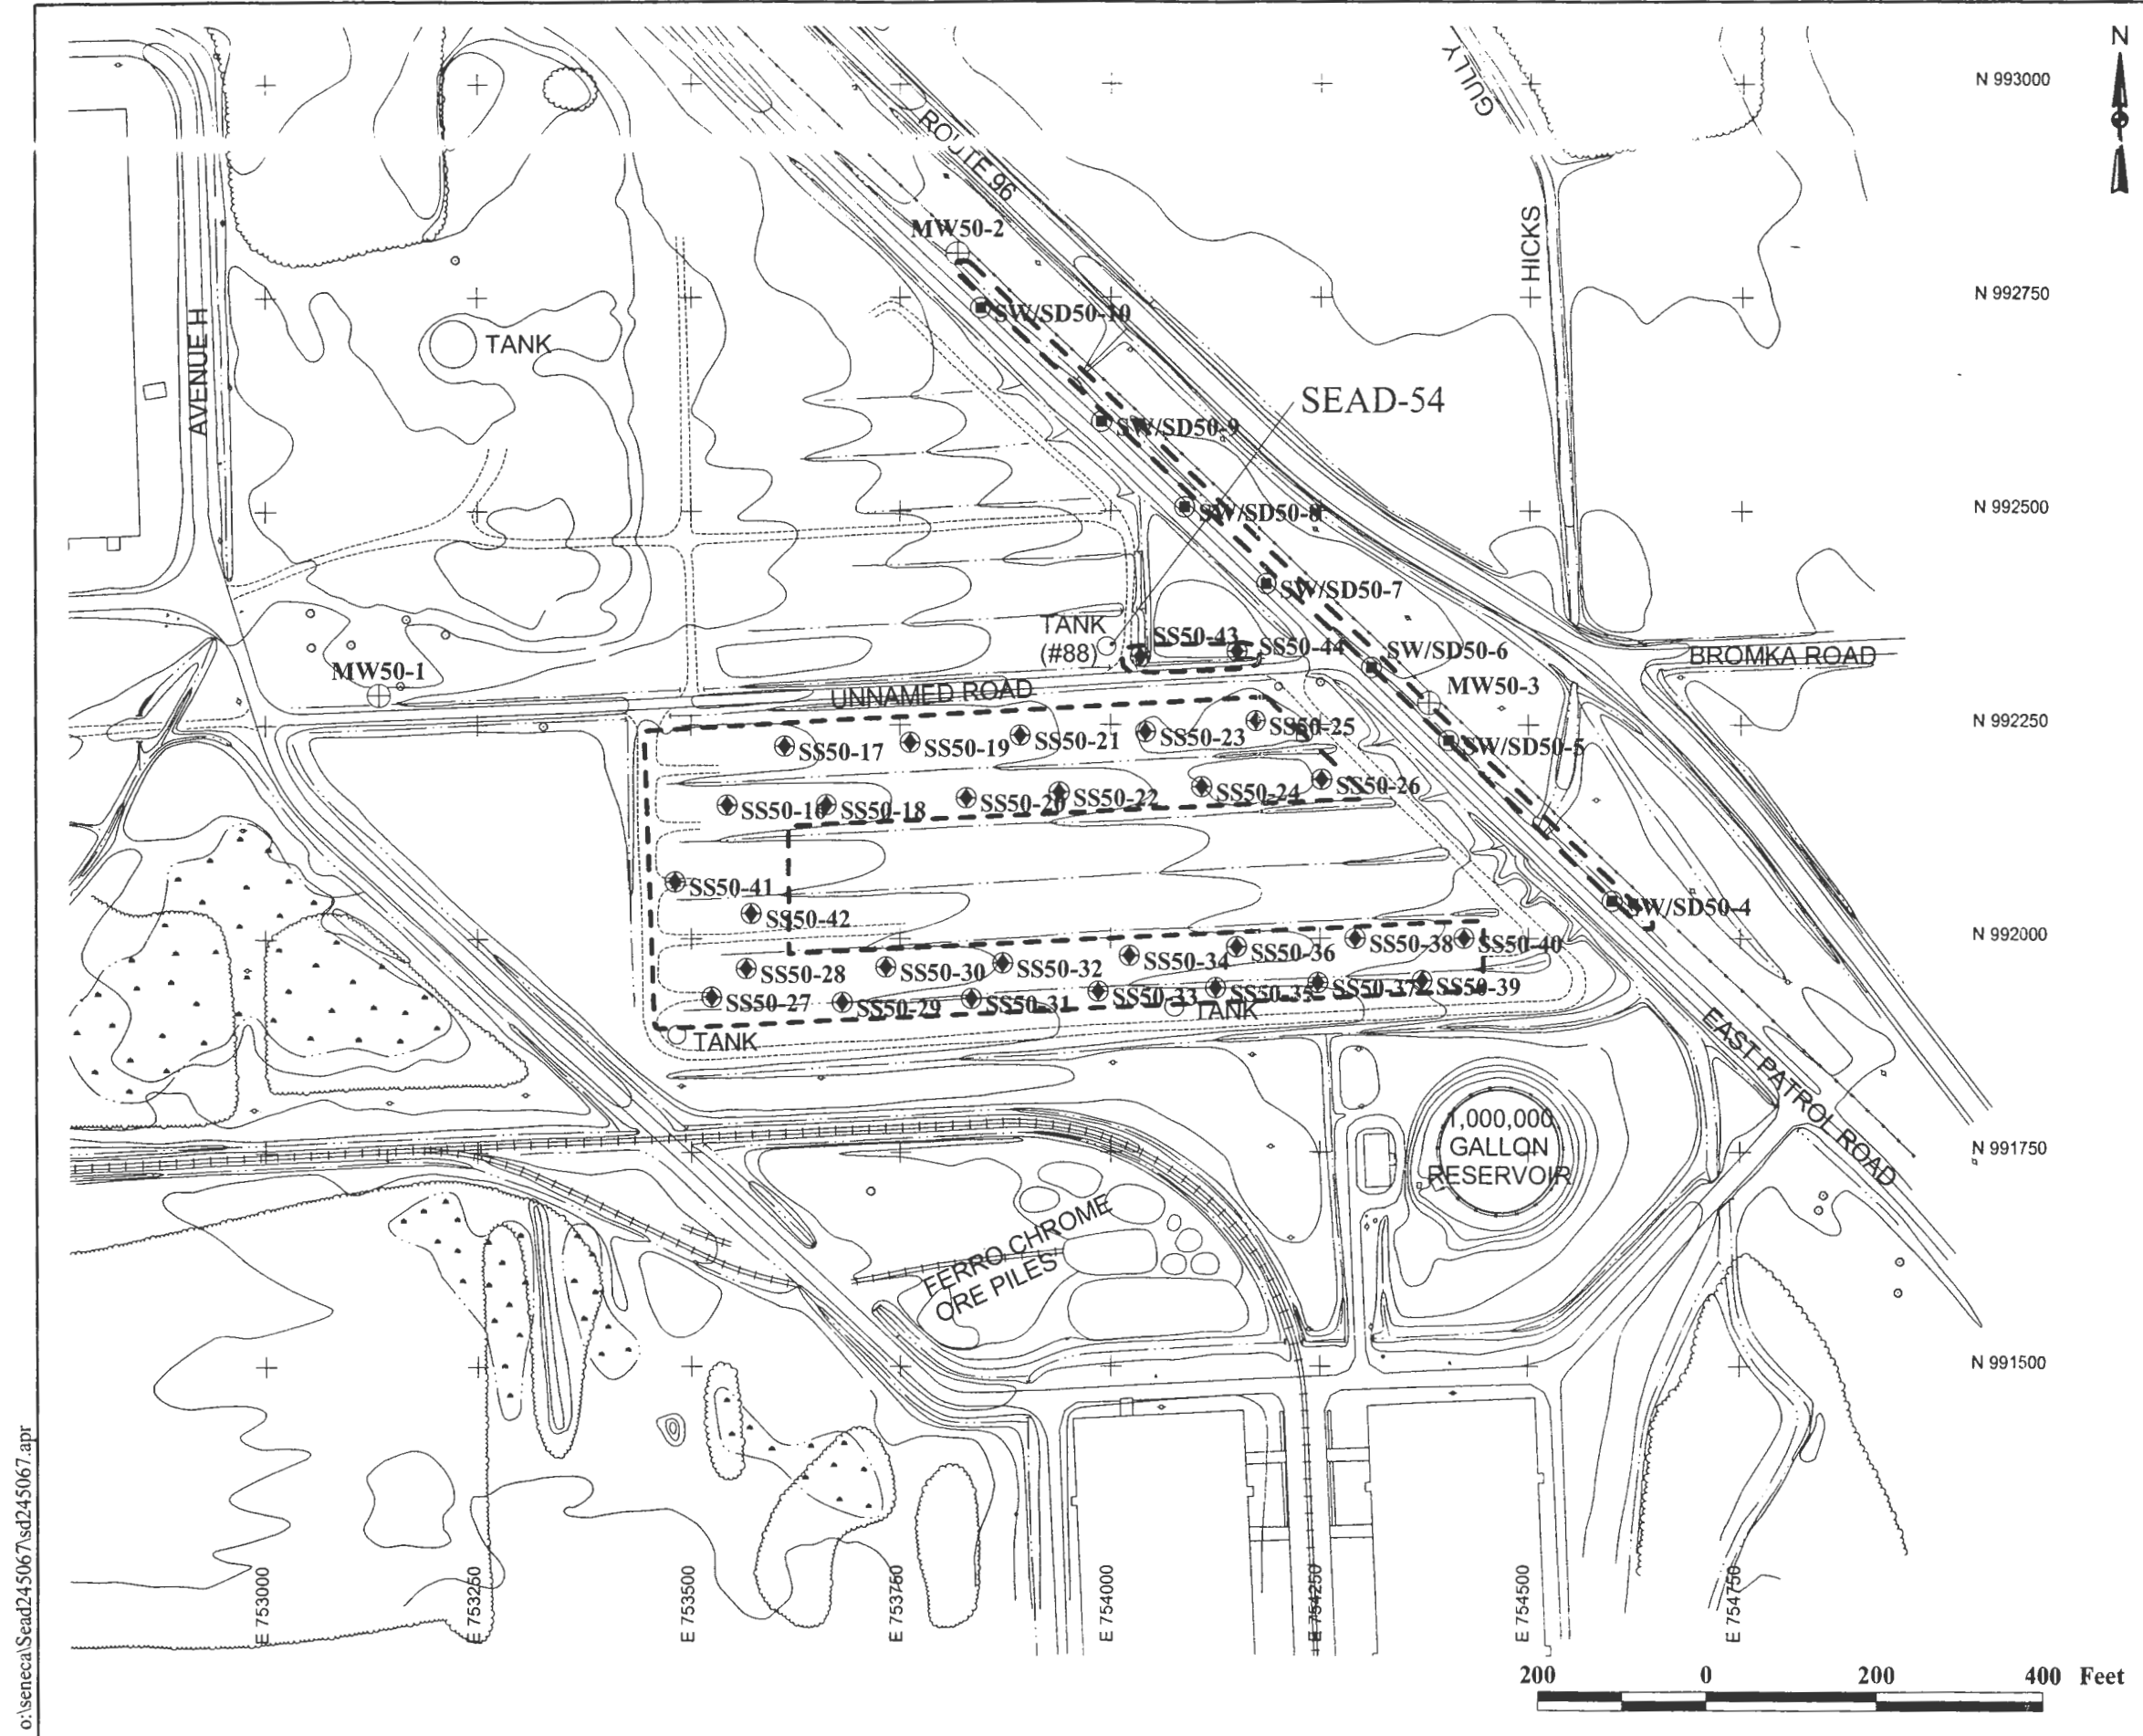 N
N 993000
GULLY
ROUTE 96
MW50-2
HICKS
N 992750
SW/SD50-10
AVENUE H
TANK
SEAD-54
SW/SD50-9
N 992500
SW/SD50-8
SW/SD50-7
TANK
(#88)
SS50-43
SS50-44
SW/SD50-6
BROMKA ROAD
MW50-1
MW50-3
UNNAMED ROAD
N 992250
SS50-17
SS50-19
SS50-21
SS50-23
SS50-25
SW/SD50-5
SS50-16
SS50-18
SS50-20
SS50-22
SS50-24
SS50-26
SS50-41
SS50-42
SW/SD50-4
N 992000
SS50-28
SS50-30
SS50-32
SS50-34
SS50-36
SS50-38
SS50-40
SS50-27
SS50-29
SS50-31
SS50-33
SS50-35
SS50-37
SS50-39
TANK
TANK
EAST PATROL ROAD
1,000,000
GALLON
RESERVOIR
N 991750
FERRO CHROME
ORE PILES
N 991500
E 753000
E 753250
E 753500
E 753750
E 754000
E 754250
E 754500
E 754750
200 0 200 400 Feet
o:\seneca\Sead245067\sd245067.apr